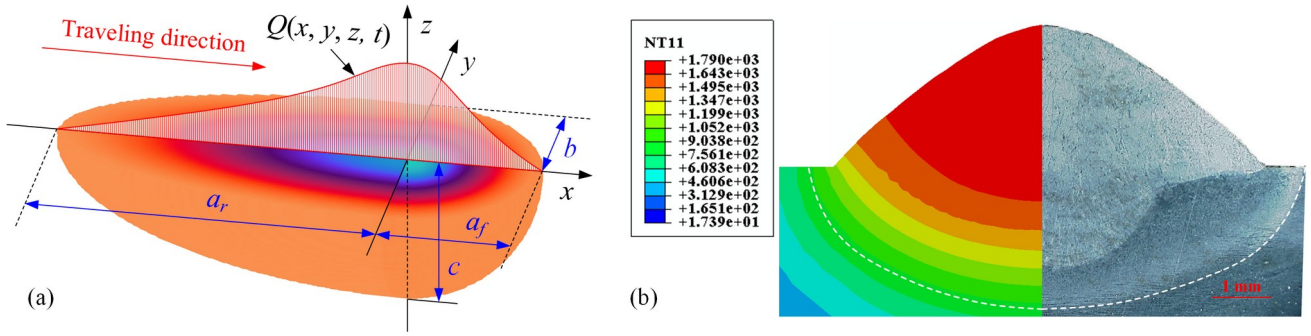 Traveling direction
Q(x, y, z, t)
z
y
b
x
a_r
a_f
c
(a)
NT11
+1.790e+03
+1.643e+03
+1.495e+03
+1.347e+03
+1.199e+03
+1.052e+03
+9.038e+02
+7.561e+02
+6.083e+02
+4.606e+02
+3.129e+02
+1.651e+02
+1.739e+01
1 mm
(b)